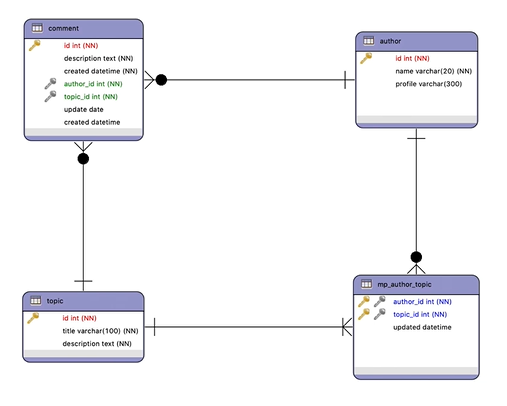 comment
id int (NN)
description text (NN)
created datetime (NN)
author_id int (NN)
topic_id int (NN)
update date
created datetime
author
id int (NN)
name varchar(20) (NN)
profile varchar(300)
topic
id int (NN)
title varchar(100) (NN)
description text (NN)
mp_author_topic
author_id int (NN)
topic_id int (NN)
updated datetime